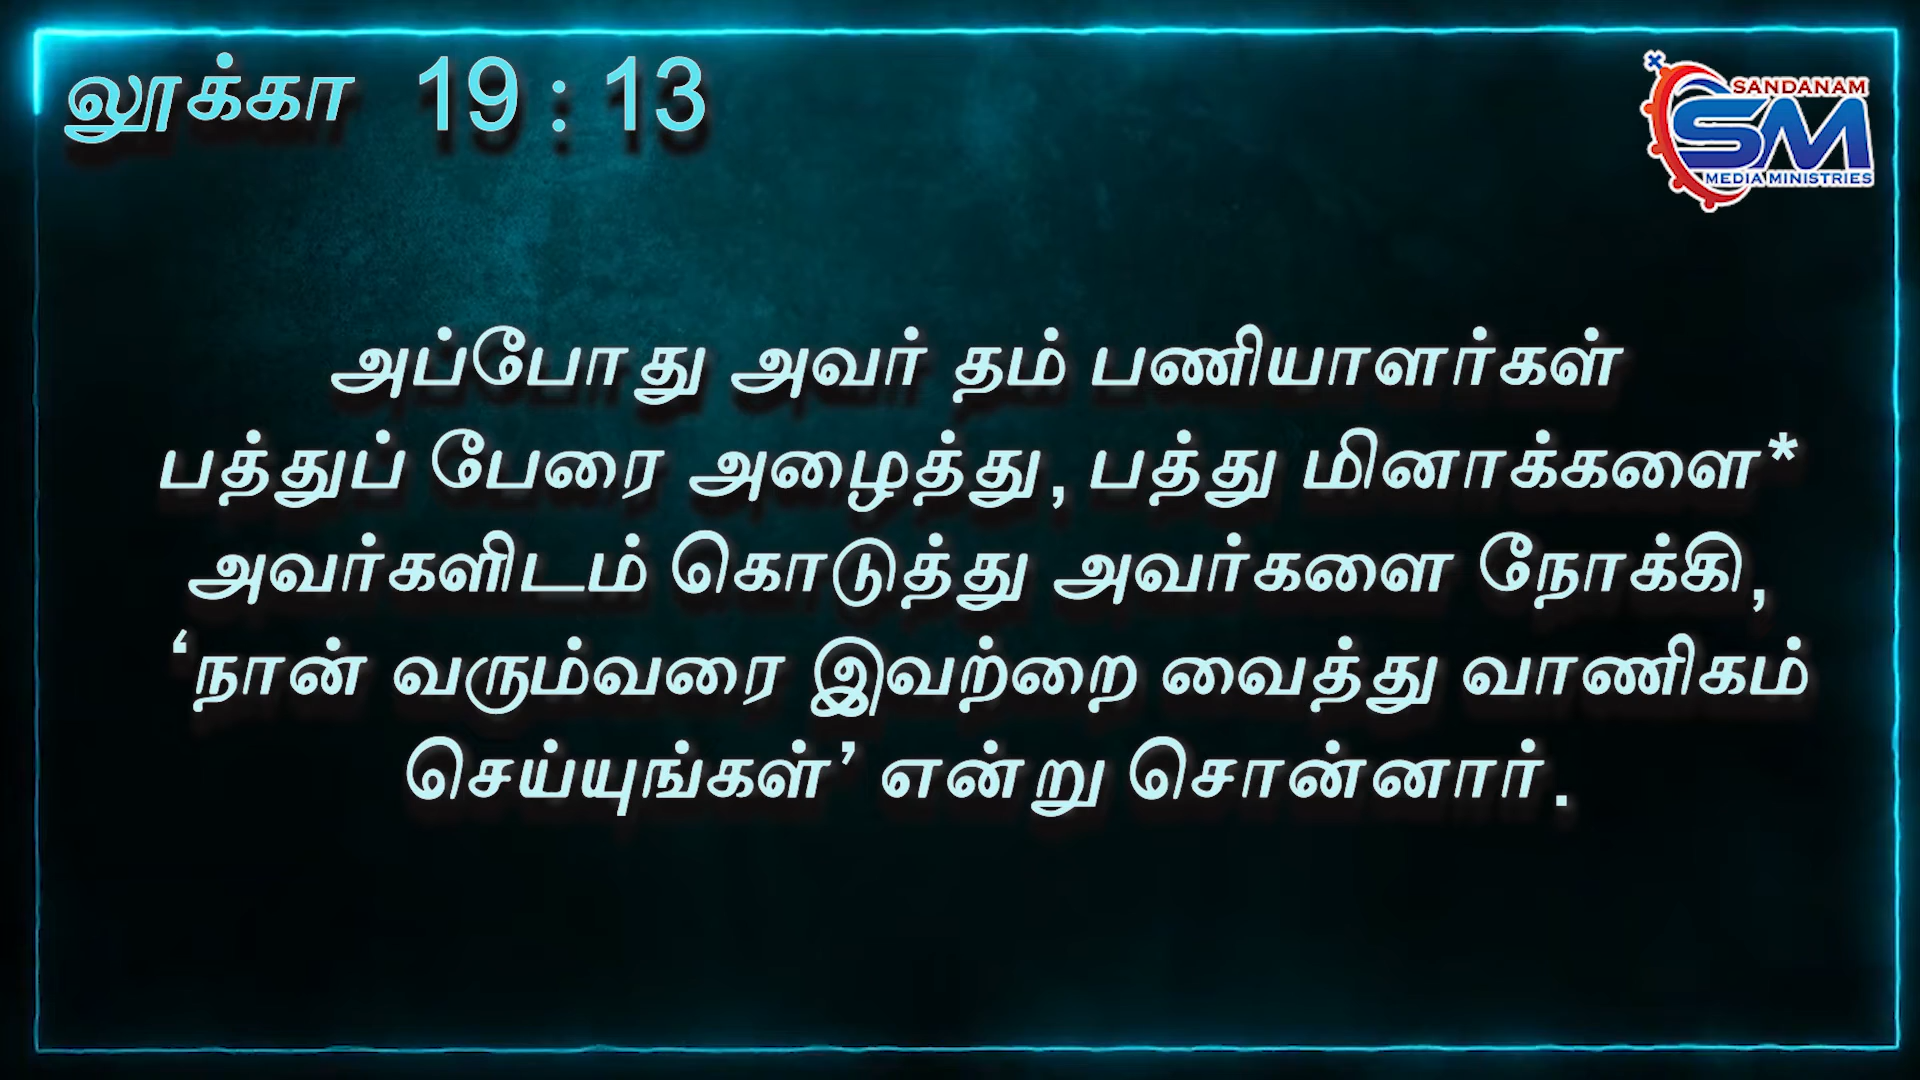 லூக்கா 19 : 13
SANDANAM
SM
MEDIA MINISTRIES
அப்போது அவர் தம் பணியாளர்கள்
பத்துப் பேரை அழைத்து, பத்து மினாக்களை*
அவர்களிடம் கொடுத்து அவர்களை நோக்கி,
‘நான் வரும்வரை இவற்றை வைத்து வாணிகம்
செய்யுங்கள்’ என்று சொன்னார்.